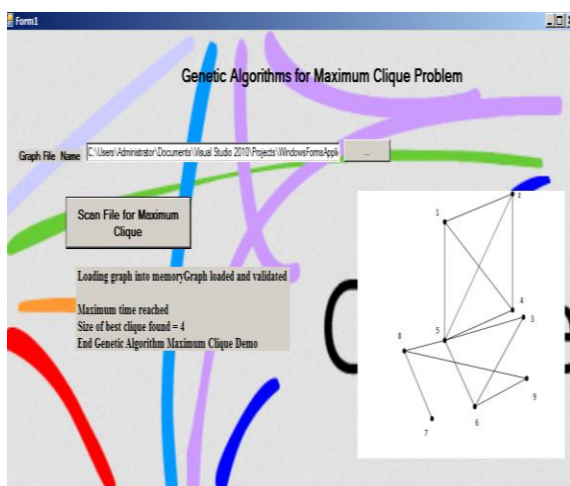 Form1
Genetic Algorithms for Maximum Clique Problem
Graph File Name C:\Users\Administrator\Documents\Visual Studio 2010\Projects\WindowsFormsAppli ...
Scan File for Maximum
Clique
Loading graph into memoryGraph loaded and validated
Maximum time reached
Size of best clique found = 4
End Genetic Algorithm Maximum Clique Demo
2
1
4
3
5
8
9
6
7